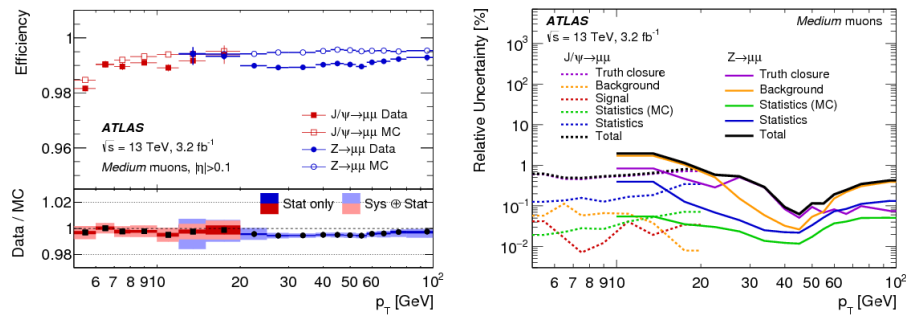 Efficiency
1
0.98
0.96
ATLAS
√s = 13 TeV, 3.2 fb⁻¹
Medium muons, |η|>0.1
J/ψ→μμ Data
J/ψ→μμ MC
Z→μμ Data
Z→μμ MC
Data / MC
1.02
1
0.98
Stat only
Sys ⊕ Stat
6 7 8 9 10 20 30 40 50 60 10²
p_T [GeV]
Relative Uncertainty [%]
10³
10²
10
1
10⁻¹
10⁻²
ATLAS
Medium muons
√s = 13 TeV, 3.2 fb⁻¹
J/ψ→μμ
Truth closure
Background
Signal
Statistics (MC)
Statistics
Total
Z→μμ
Truth closure
Background
Statistics (MC)
Statistics
Total
6 7 8 9 10 20 30 40 50 60 10²
p_T [GeV]